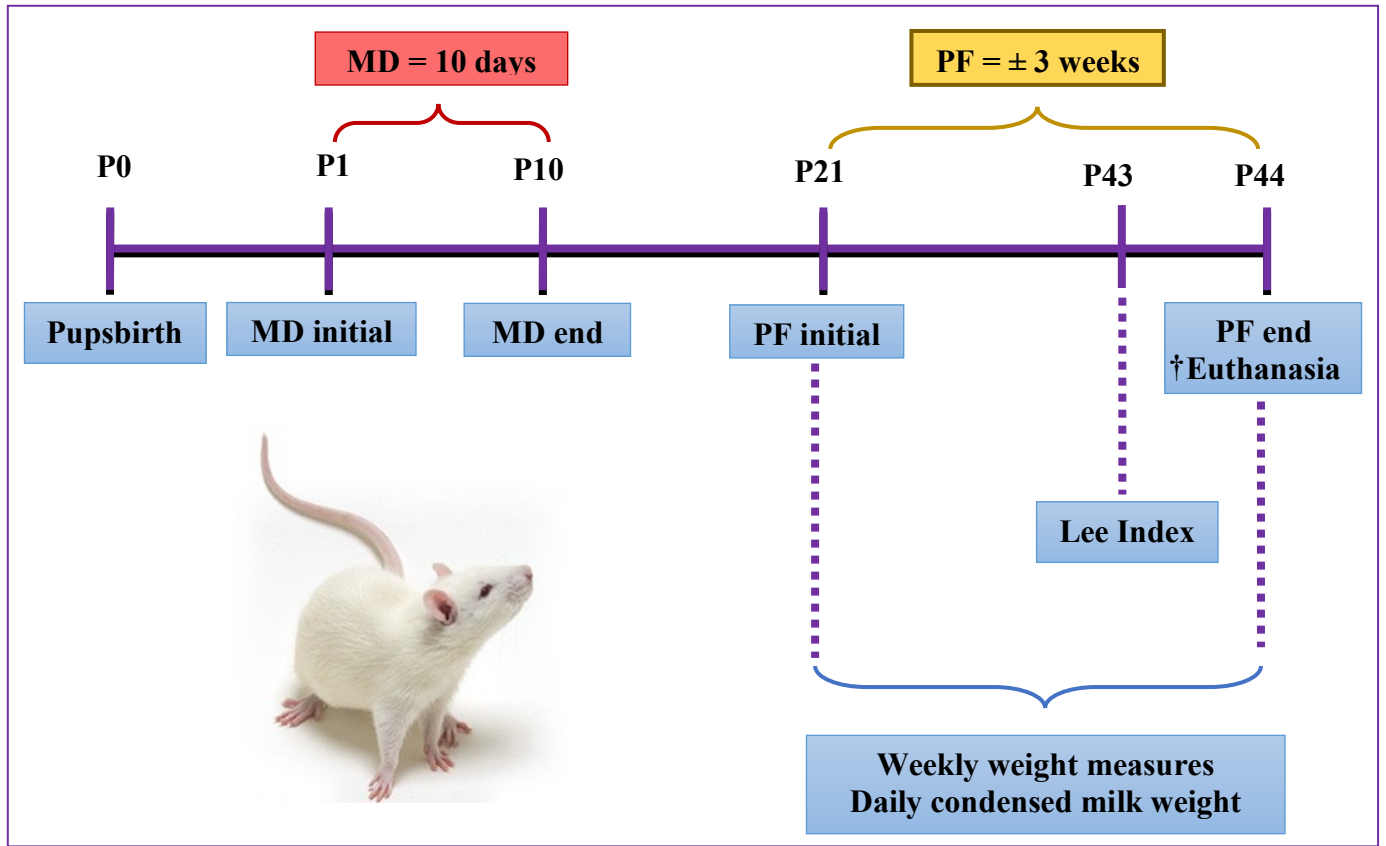 MD = 10 days
PF = ± 3 weeks
P0
P1
P10
P21
P43
P44
Pupsbirth
MD initial
MD end
PF initial
PF end
†Euthanasia
Lee Index
Weekly weight measures
Daily condensed milk weight